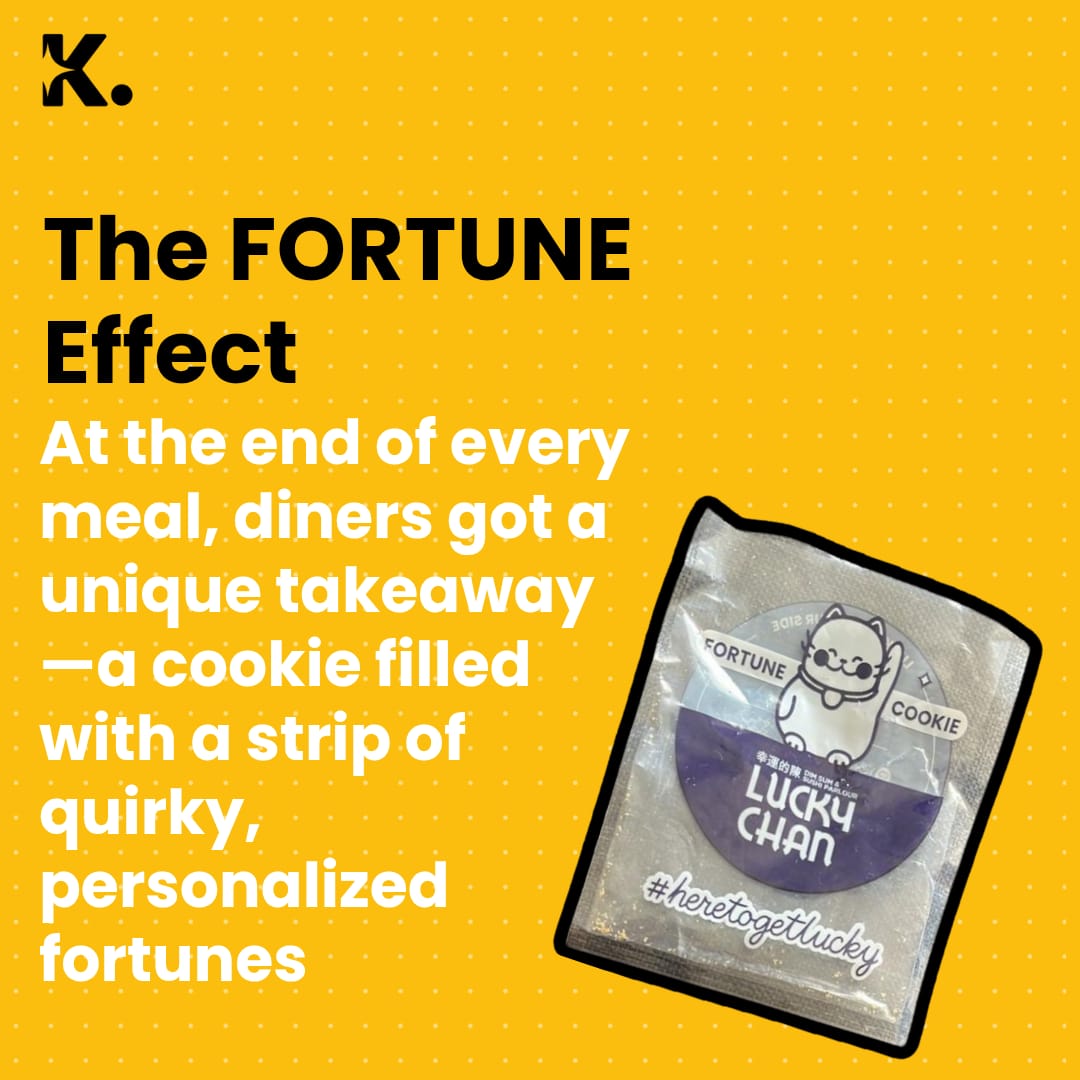 K.
The FORTUNE
Effect
At the end of every
meal, diners got a
unique takeaway
—a cookie filled
with a strip of
quirky,
personalized
fortunes
FORTUNE
COOKIE
幸運的陳 DIM SUM &
SUSHI PARLOUR
LUCKY
CHAN
#heretogetlucky